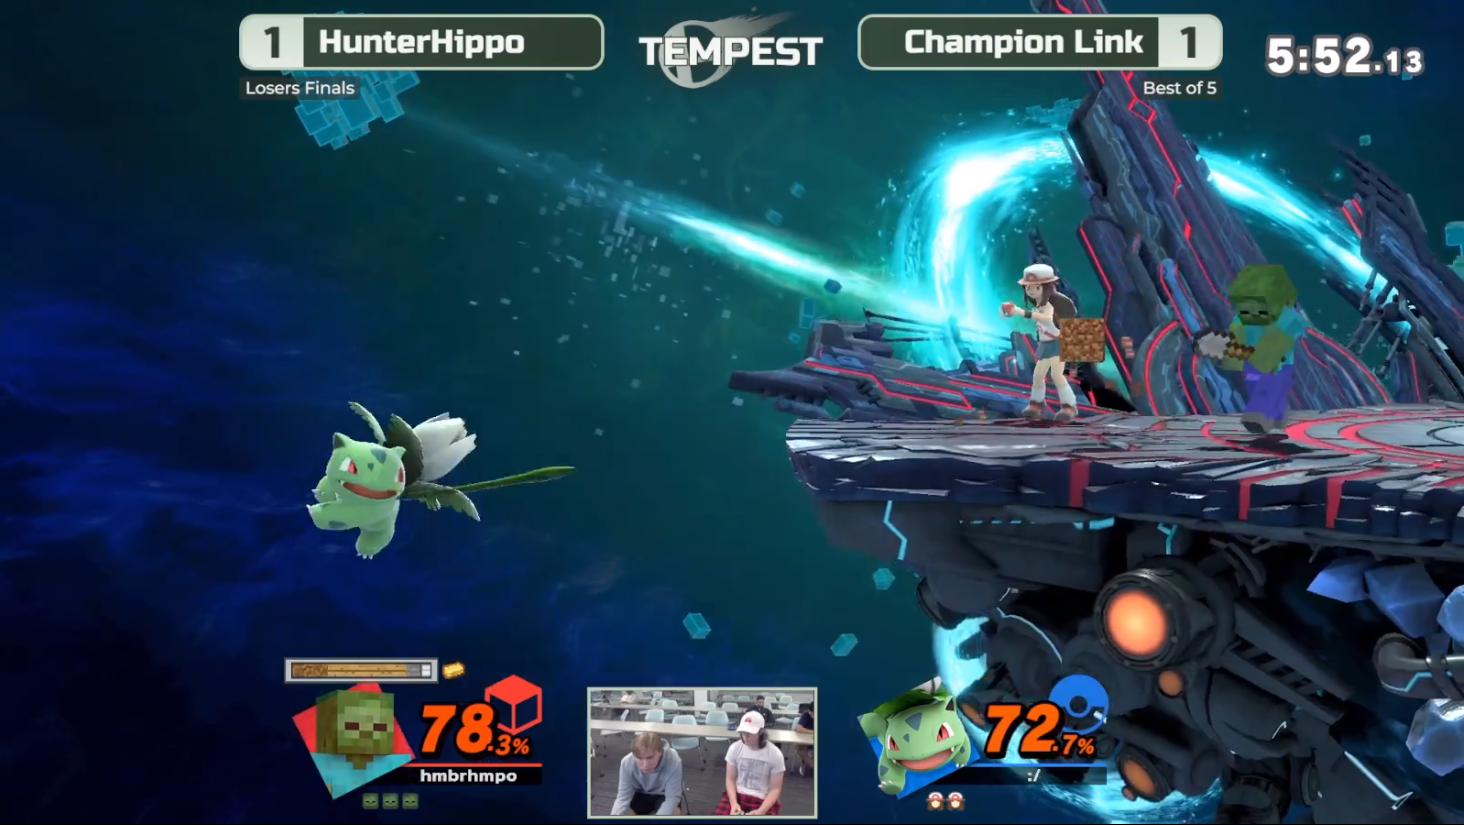 1 HunterHippo
TEMPEST
Champion Link 1
5:52.13
Losers Finals
Best of 5
78.3%
hmbrhmpo
72.7%
:/